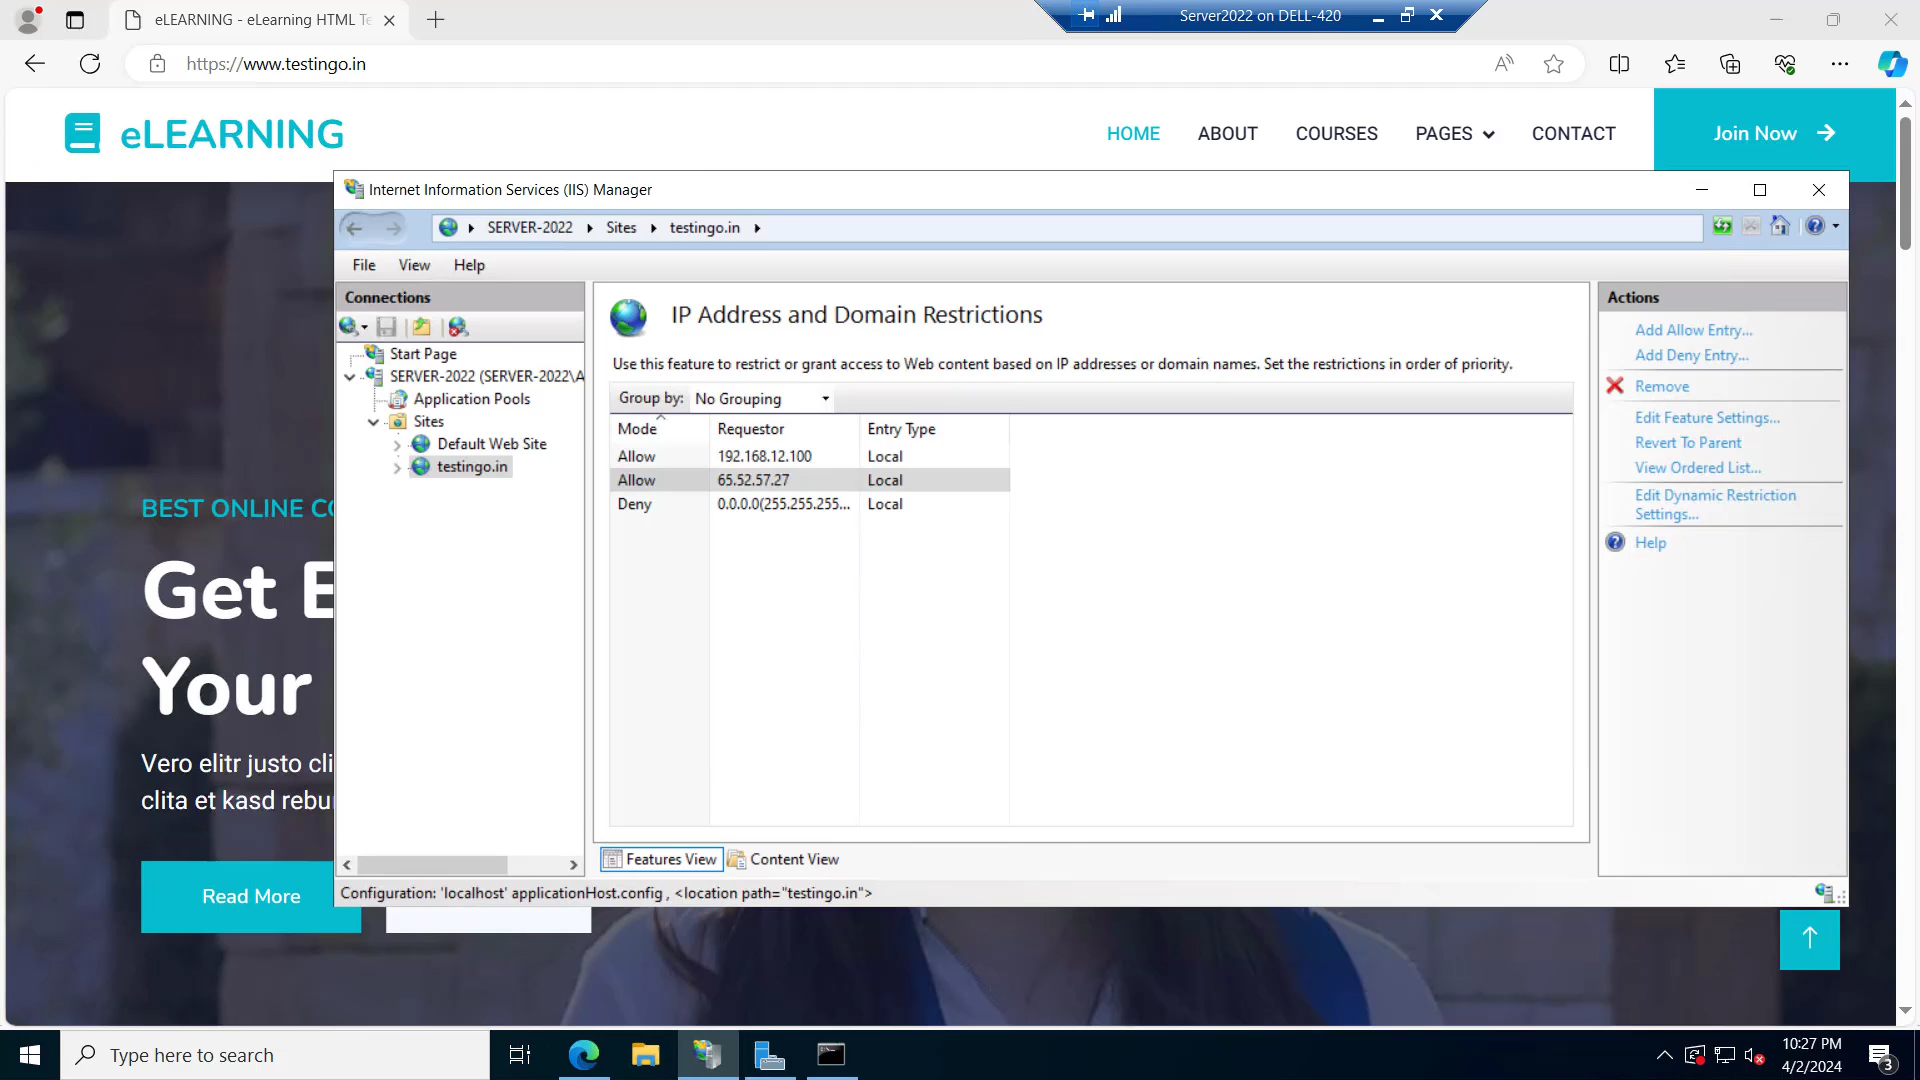 eLEARNING - eLearning HTML Te
Server2022 on DELL-420
https://www.testingo.in
eLEARNING
HOME
ABOUT
COURSES
PAGES
CONTACT
Join Now
Internet Information Services (IIS) Manager
SERVER-2022
Sites
testingo.in
File
View
Help
Connections
Start Page
SERVER-2022 (SERVER-2022\A
Application Pools
Sites
Default Web Site
testingo.in
IP Address and Domain Restrictions
Use this feature to restrict or grant access to Web content based on IP addresses or domain names. Set the restrictions in order of priority.
Group by: No Grouping
Mode Requestor Entry Type
Allow 192.168.12.100 Local
Allow 65.52.57.27 Local
Deny 0.0.0.0(255.255.255... Local
Features View
Content View
Actions
Add Allow Entry...
Add Deny Entry...
Remove
Edit Feature Settings...
Revert To Parent
View Ordered List...
Edit Dynamic Restriction
Settings...
Help
Configuration: 'localhost' applicationHost.config , <location path="testingo.in">
BEST ONLINE CO
Get E
Your
Vero elitr justo cli
clita et kasd rebu
Read More
Type here to search
10:27 PM
4/2/2024
3